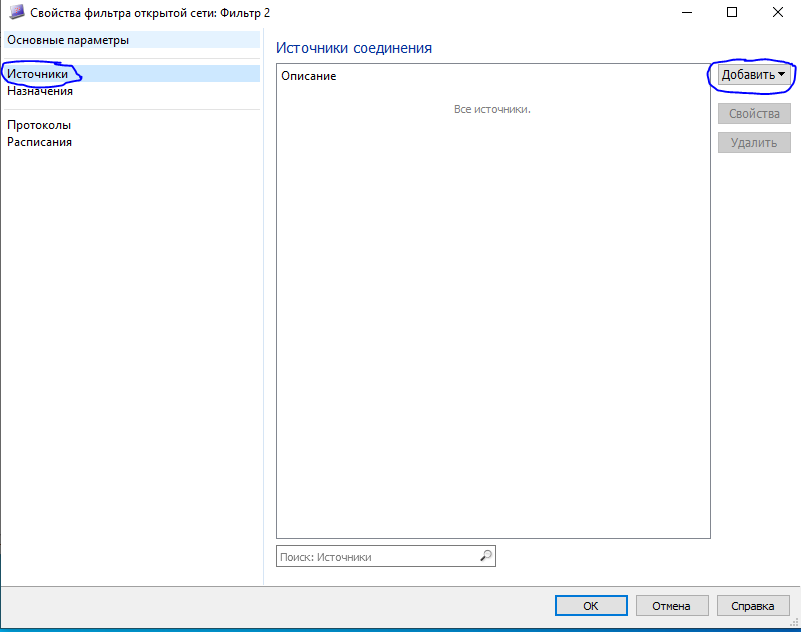 Свойства фильтра открытой сети: Фильтр 2
Основные параметры
Источники
Назначения
Протоколы
Расписания
Источники соединения
Описание
Все источники.
Добавить
Свойства
Удалить
Поиск: Источники
OK
Отмена
Справка